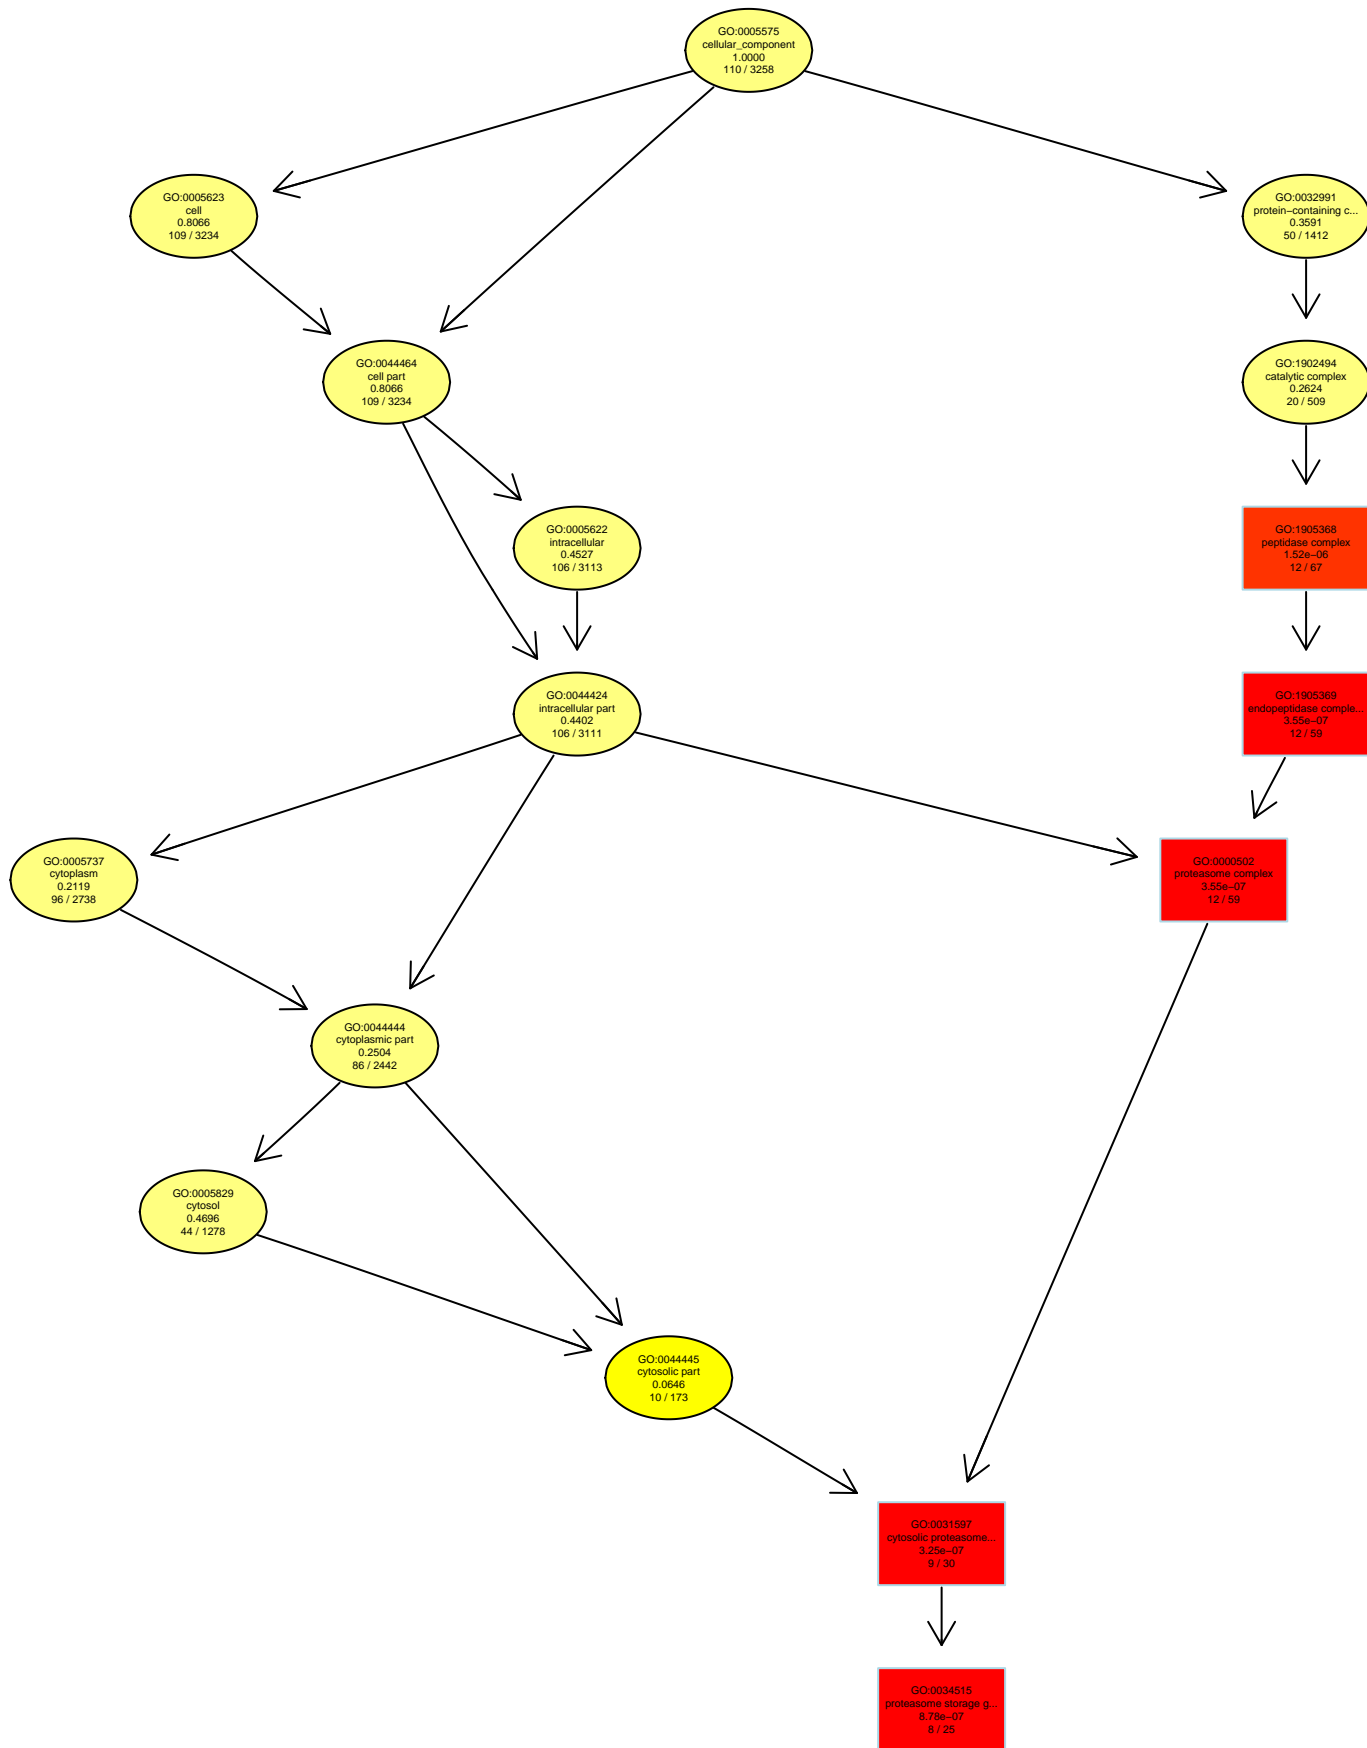 GO:0005575
cellular_component
1.0000
110 / 3258
GO:0005623
cell
0.8066
109 / 3234
GO:0032991
protein−containing c...
0.3591
50 / 1412
GO:0044464
cell part
0.8066
109 / 3234
GO:1902494
catalytic complex
0.2624
20 / 509
GO:0005622
intracellular
0.4527
106 / 3113
GO:1905368
peptidase complex
1.52e−06
12 / 67
GO:0044424
intracellular part
0.4402
106 / 3111
GO:1905369
endopeptidase comple...
3.55e−07
12 / 59
GO:0005737
cytoplasm
0.2119
96 / 2738
GO:0000502
proteasome complex
3.55e−07
12 / 59
GO:0044444
cytoplasmic part
0.2504
86 / 2442
GO:0005829
cytosol
0.4696
44 / 1278
GO:0044445
cytosolic part
0.0646
10 / 173
GO:0031597
cytosolic proteasome...
3.25e−07
9 / 30
GO:0034515
proteasome storage g...
8.78e−07
8 / 25